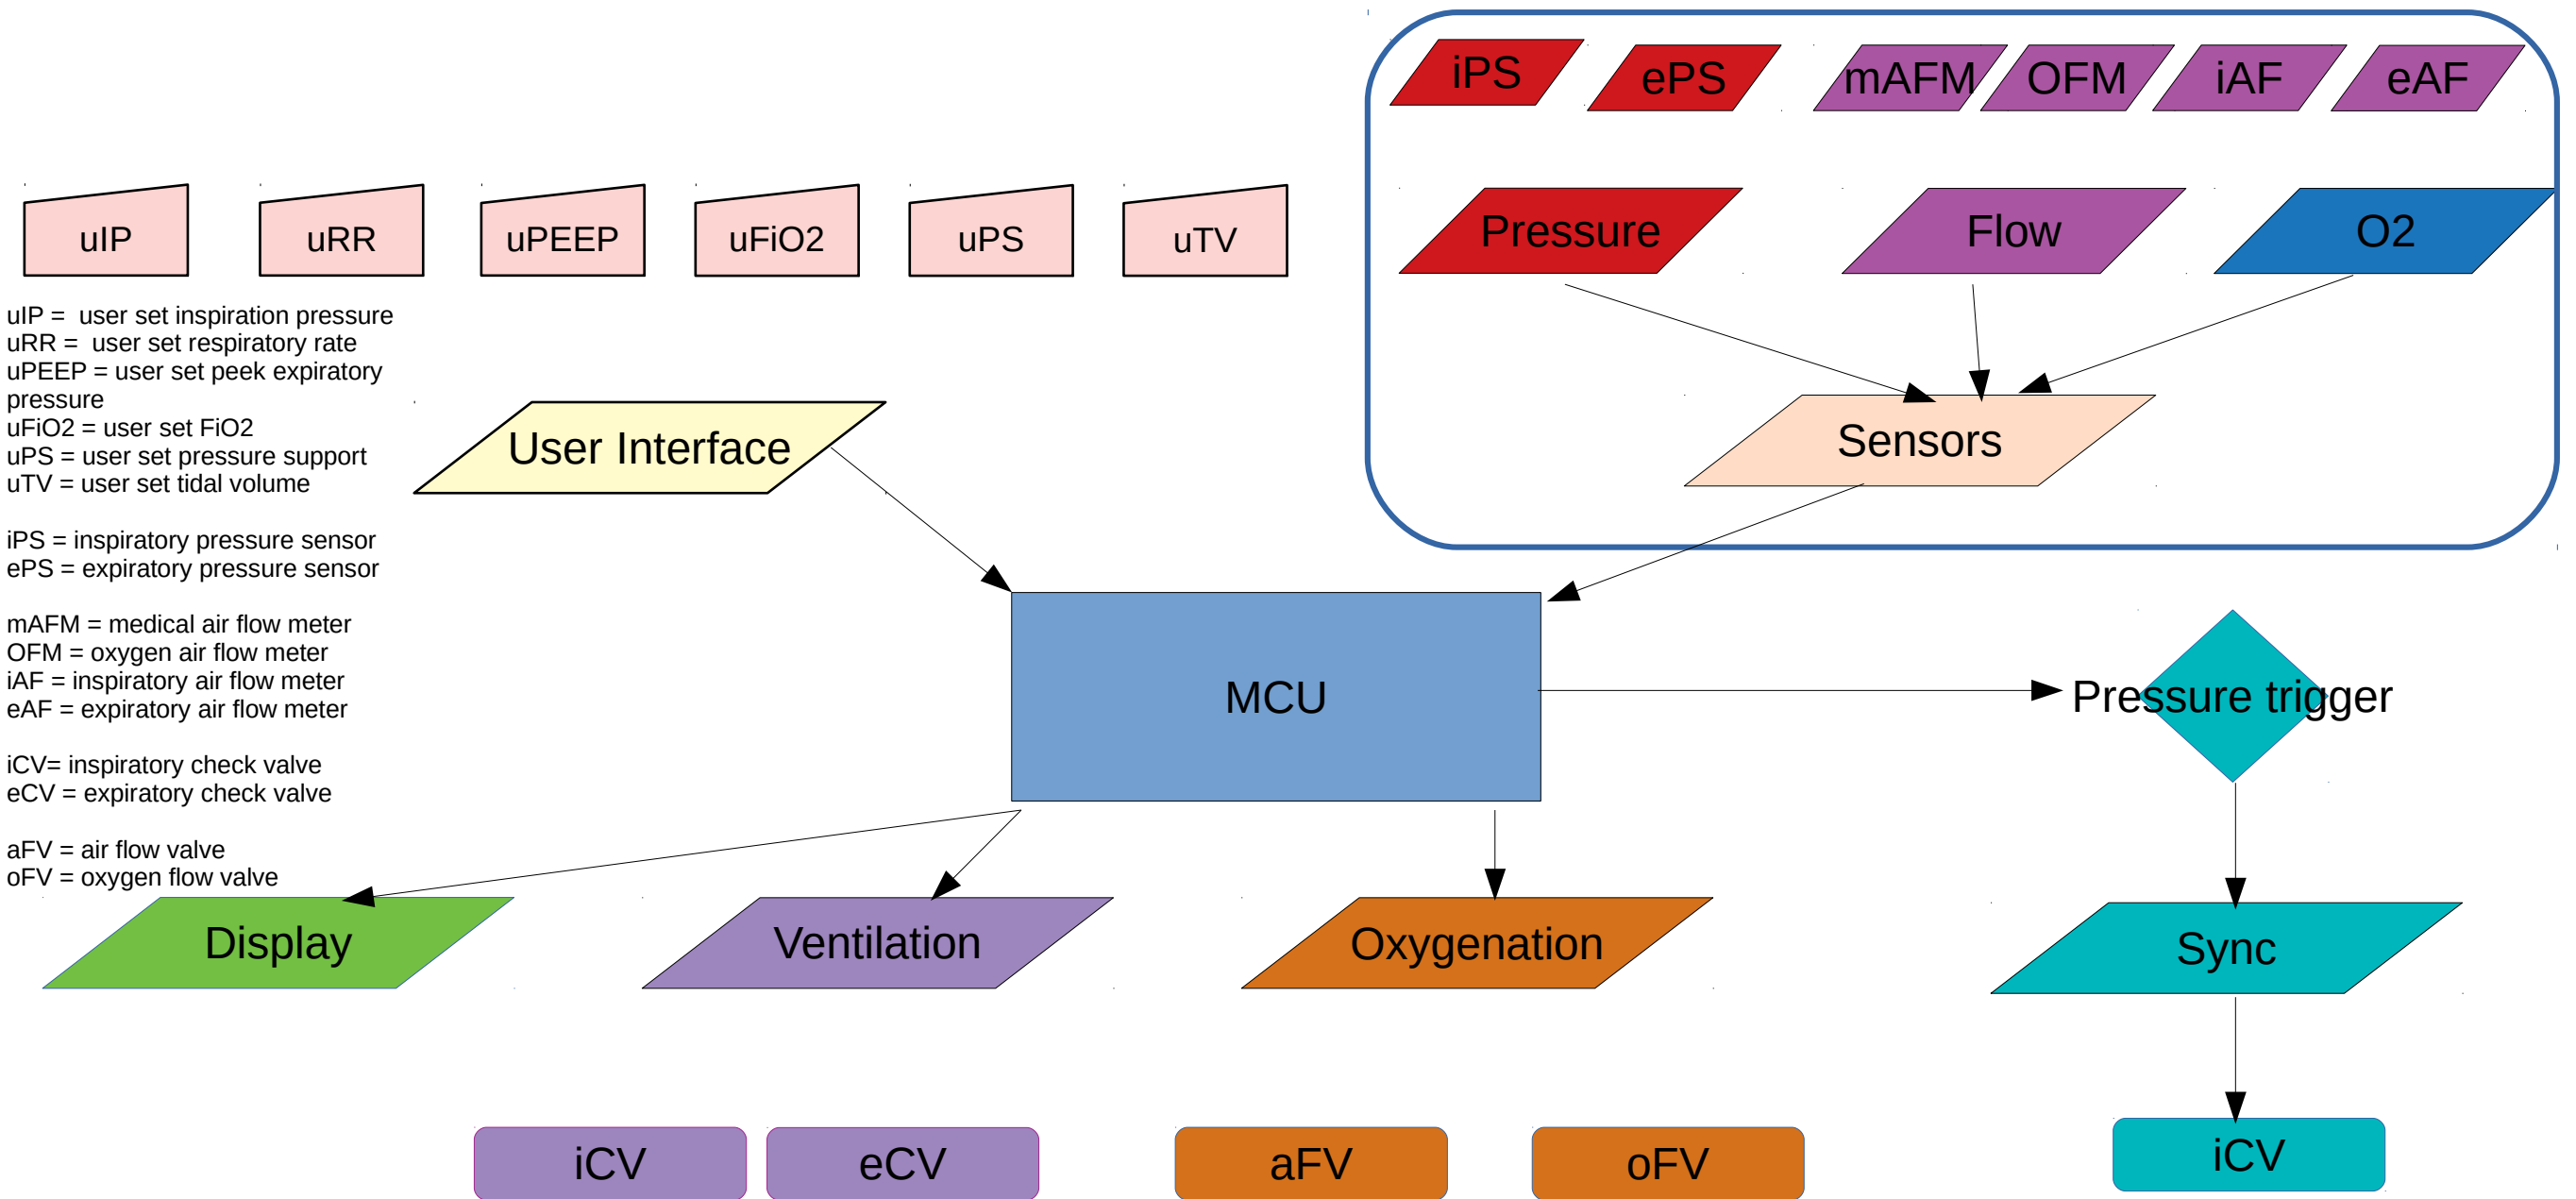 iPS
ePS
mAFM
OFM
iAF
eAF
uIP
uRR
uPEEP
uFiO2
uPS
uTV
Pressure
Flow
O2
uIP =  user set inspiration pressure
uRR =  user set respiratory rate
uPEEP = user set peek expiratory
pressure
uFiO2 = user set FiO2
uPS = user set pressure support
uTV = user set tidal volume
iPS = inspiratory pressure sensor
ePS = expiratory pressure sensor
mAFM = medical air flow meter
OFM = oxygen air flow meter
iAF = inspiratory air flow meter
eAF = expiratory air flow meter
iCV= inspiratory check valve
eCV = expiratory check valve
aFV = air flow valve
oFV = oxygen flow valve
User Interface
Sensors
MCU
Pressure trigger
Display
Ventilation
Oxygenation
Sync
iCV
eCV
aFV
oFV
iCV